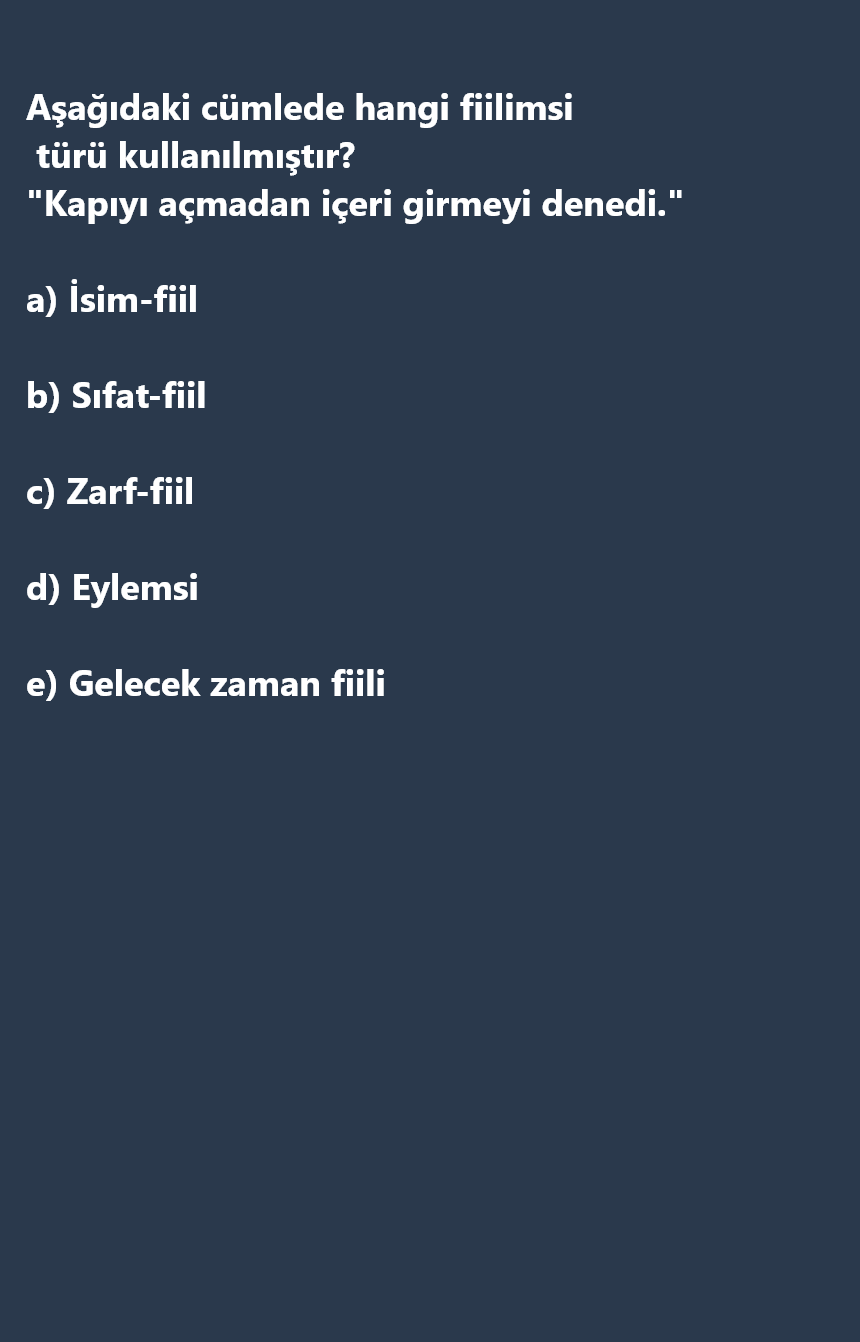 Aşağıdaki cümlede hangi fiilimsi
türü kullanılmıştır?
"Kapıyı açmadan içeri girmeyi denedi."
a) İsim-fiil
b) Sıfat-fiil
c) Zarf-fiil
d) Eylemsi
e) Gelecek zaman fiili